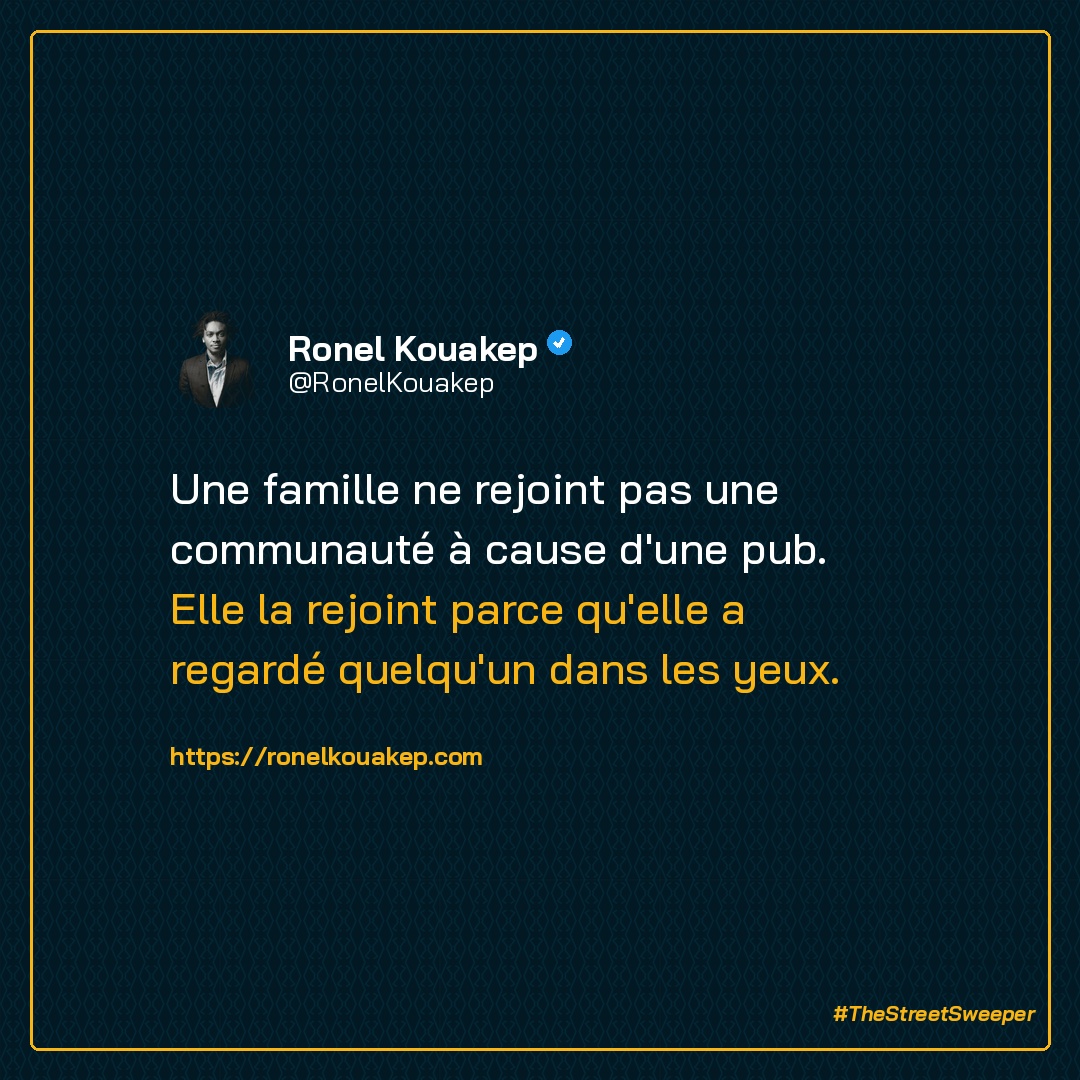 Ronel Kouakep
@RonelKouakep
Une famille ne rejoint pas une
communauté à cause d'une pub.
Elle la rejoint parce qu'elle a
regardé quelqu'un dans les yeux.
https://ronelkouakep.com
#TheStreetSweeper